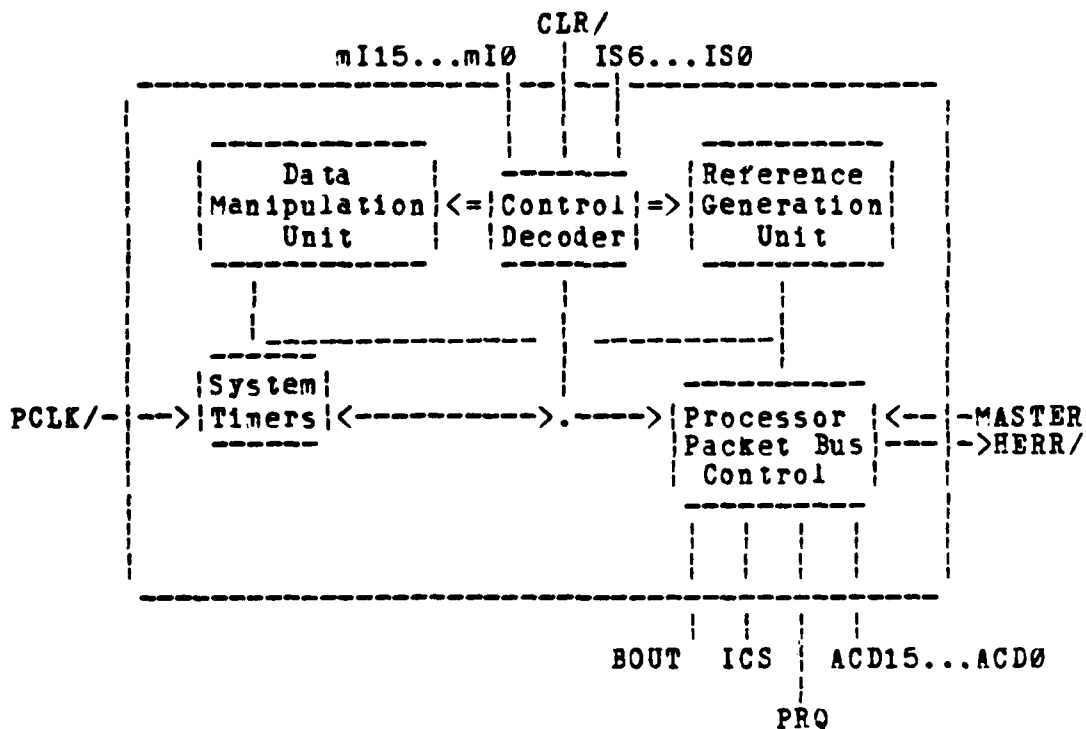 CLR/
mI15...mI0
IS6...IS0
Data
Manipulation
Unit
<=
Control
Decoder
=>
Reference
Generation
Unit
PCLK/
System
Timers
Processor
Packet Bus
Control
MASTER
HERR/
BOUT
ICS
ACD15...ACD0
PRQ